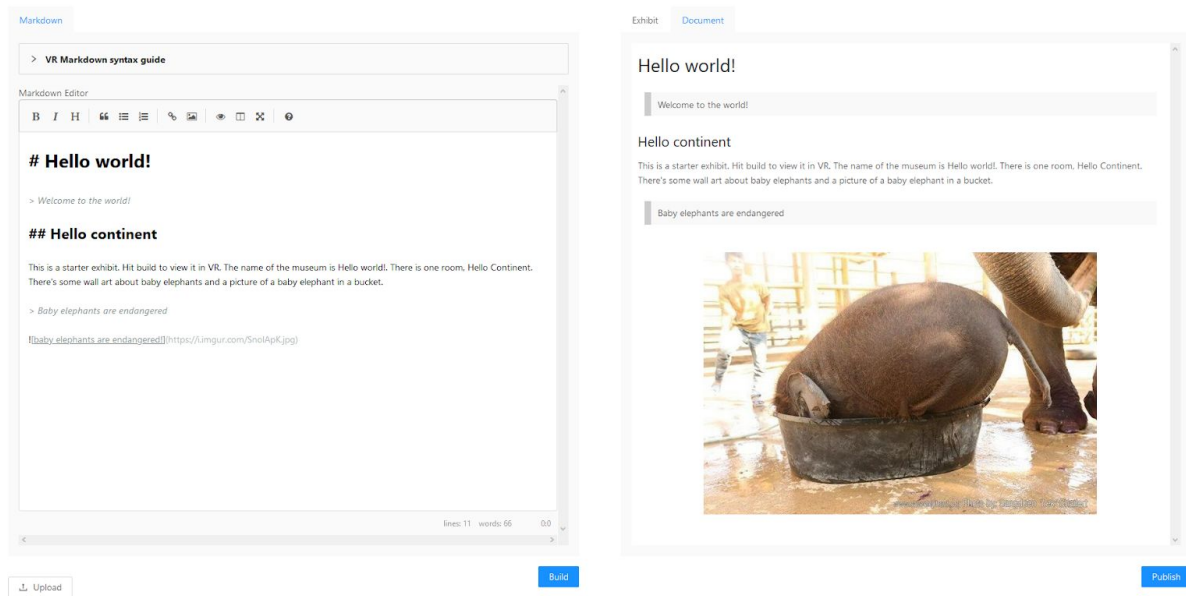 Markdown
VR Markdown syntax guide
Markdown Editor
B I H
# Hello world!
> Welcome to the world!
## Hello continent
This is a starter exhibit. Hit build to view it in VR. The name of the museum is Hello world!. There is one room, Hello Continent.
There's some wall art about baby elephants and a picture of a baby elephant in a bucket.
> Baby elephants are endangered
![baby elephants are endangered!](https://i.imgur.com/SnolApK.jpg)
lines: 11 words: 66 0:0
Upload
Build
Exhibit Document
Hello world!
Welcome to the world!
Hello continent
This is a starter exhibit. Hit build to view it in VR. The name of the museum is Hello world!. There is one room, Hello Continent.
There's some wall art about baby elephants and a picture of a baby elephant in a bucket.
Baby elephants are endangered
Publish